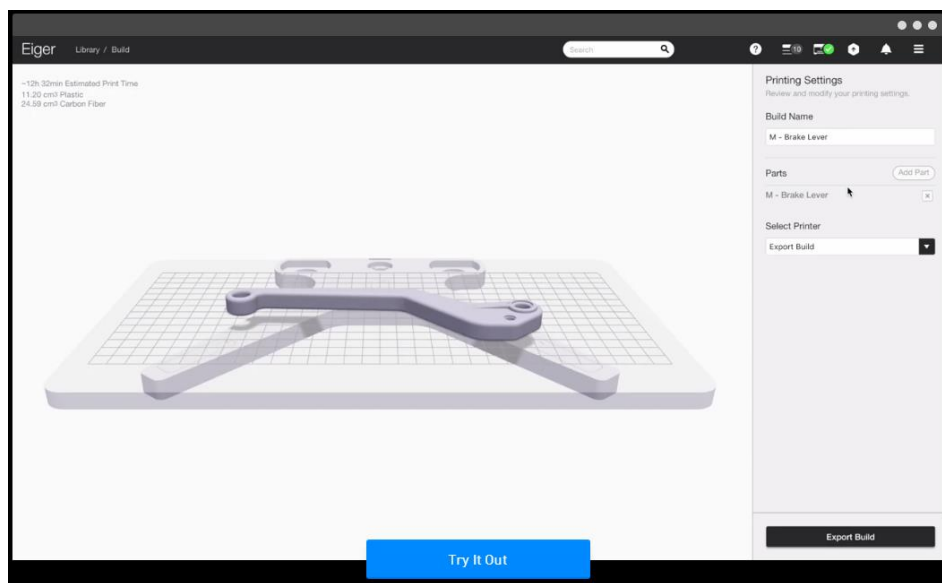 Eiger
Library / Build
Search
?
10
~12h 32min Estimated Print Time
11.20 cm3 Plastic
24.59 cm3 Carbon Fiber
Printing Settings
Review and modify your printing settings.
Build Name
M - Brake Lever
Parts
Add Part
M - Brake Lever
x
Select Printer
Export Build
Export Build
Try It Out